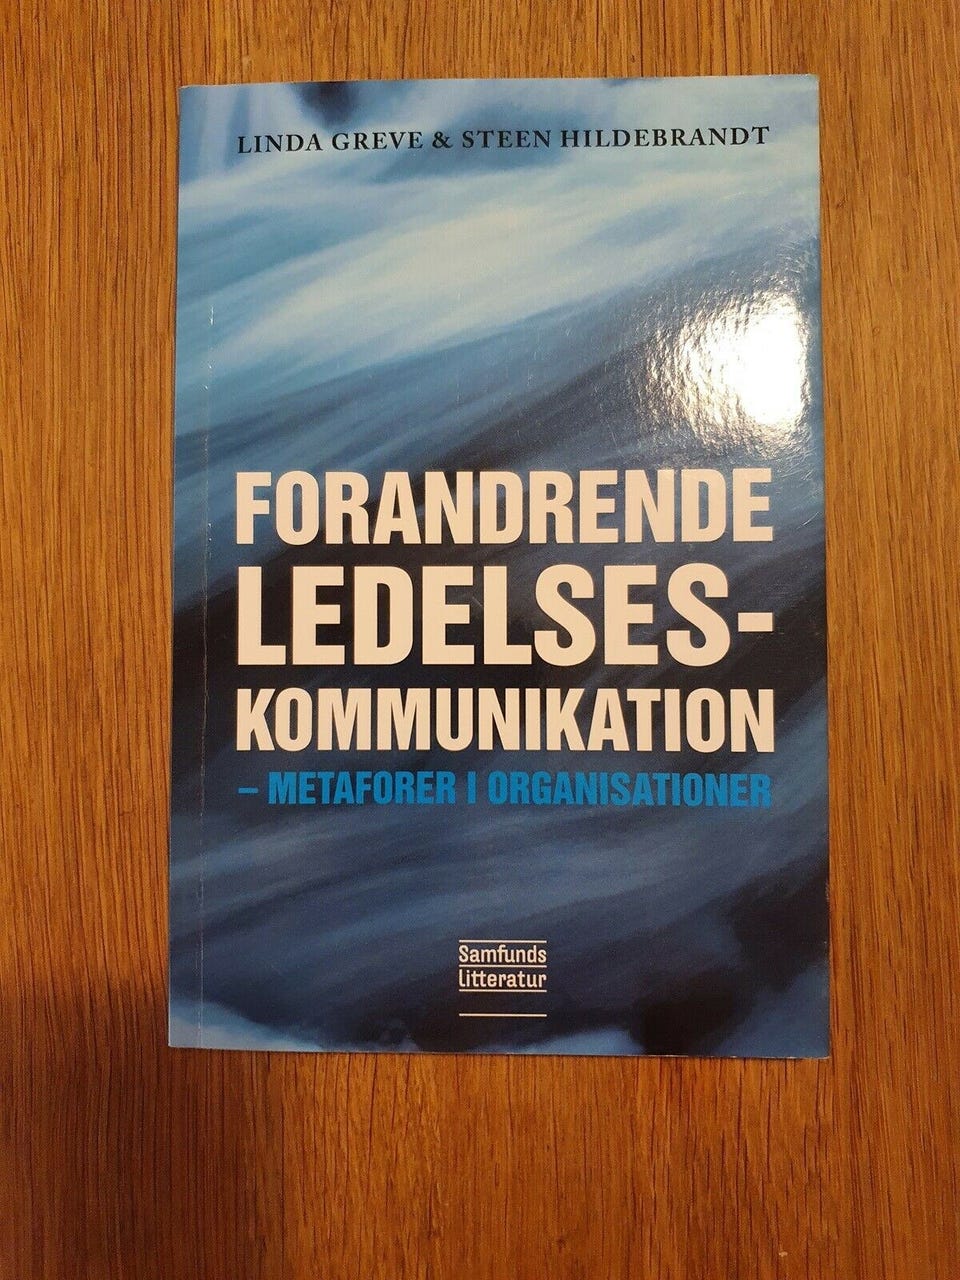 LINDA GREVE & STEEN HILDEBRANDT
FORANDRENDE
LEDELSES-
KOMMUNIKATION
– METAFORER I ORGANISATIONER
Samfunds
litteratur